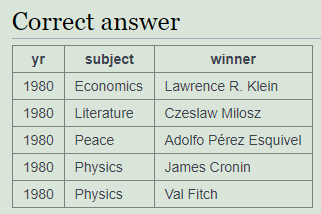 Correct answer
yr subject winner
1980 Economics Lawrence R. Klein
1980 Literature Czeslaw Milosz
1980 Peace Adolfo Pérez Esquivel
1980 Physics James Cronin
1980 Physics Val Fitch